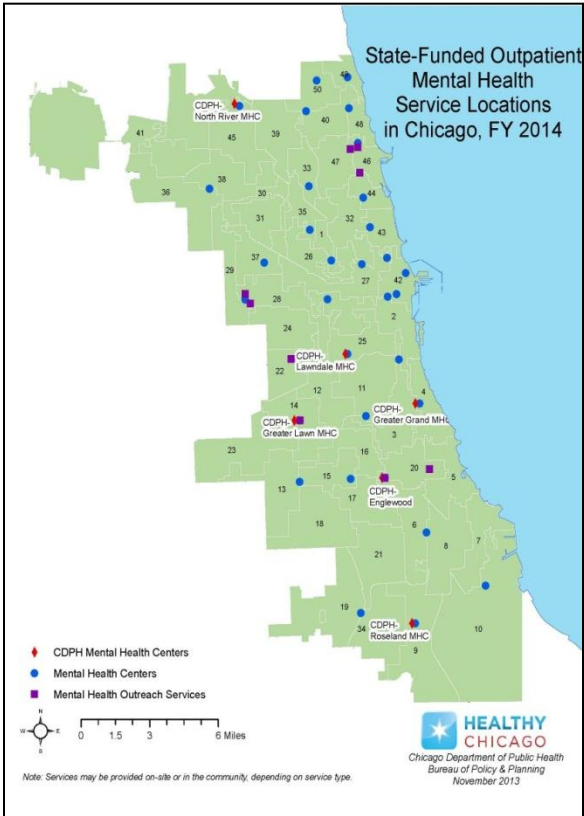 State-Funded Outpatient
Mental Health
Service Locations
in Chicago, FY 2014
50
49
CDPH-
North River MHC
41
45
39
40
48
47
46
36
38
33
44
30
31
35
32
1
43
29
37
26
27
42
28
2
24
25
22
CDPH-
Lawndale MHC
12
11
4
14
CDPH-
Greater Lawn MHC
CDPH-
Greater Grand MHC
3
23
16
20
5
13
15
17
CDPH-
Englewood
18
6
7
8
21
19
10
34
CDPH-
Roseland MHC
9
CDPH Mental Health Centers
Mental Health Centers
Mental Health Outreach Services
N
W
E
S
0 1.5 3 6 Miles
HEALTHY
CHICAGO
Chicago Department of Public Health
Bureau of Policy & Planning
November 2013
Note: Services may be provided on-site or in the community, depending on service type.